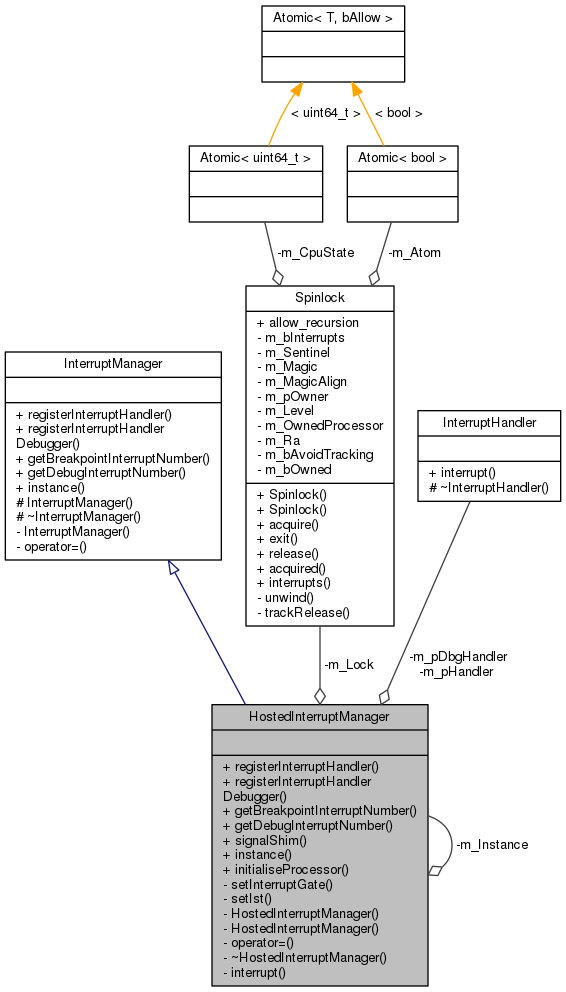 Atomic< T, bAllow >
< uint64_t >
< bool >
Atomic< uint64_t >
Atomic< bool >
-m_CpuState
-m_Atom
Spinlock
+ allow_recursion
- m_bInterrupts
- m_Sentinel
- m_Magic
- m_MagicAlign
- m_pOwner
- m_Level
- m_OwnedProcessor
- m_Ra
- m_bAvoidTracking
- m_bOwned
+ Spinlock()
+ Spinlock()
+ acquire()
+ exit()
+ release()
+ acquired()
+ interrupts()
- unwind()
- trackRelease()
InterruptManager
+ registerInterruptHandler()
+ registerInterruptHandler
Debugger()
+ getBreakpointInterruptNumber()
+ getDebugInterruptNumber()
+ instance()
# InterruptManager()
# ~InterruptManager()
- InterruptManager()
- operator=()
InterruptHandler
+ interrupt()
# ~InterruptHandler()
-m_Lock
-m_pDbgHandler
-m_pHandler
HostedInterruptManager
+ registerInterruptHandler()
+ registerInterruptHandler
Debugger()
+ getBreakpointInterruptNumber()
+ getDebugInterruptNumber()
+ signalShim()
+ instance()
+ initialiseProcessor()
- setInterruptGate()
- setIst()
- HostedInterruptManager()
- HostedInterruptManager()
- operator=()
- ~HostedInterruptManager()
- interrupt()
-m_Instance